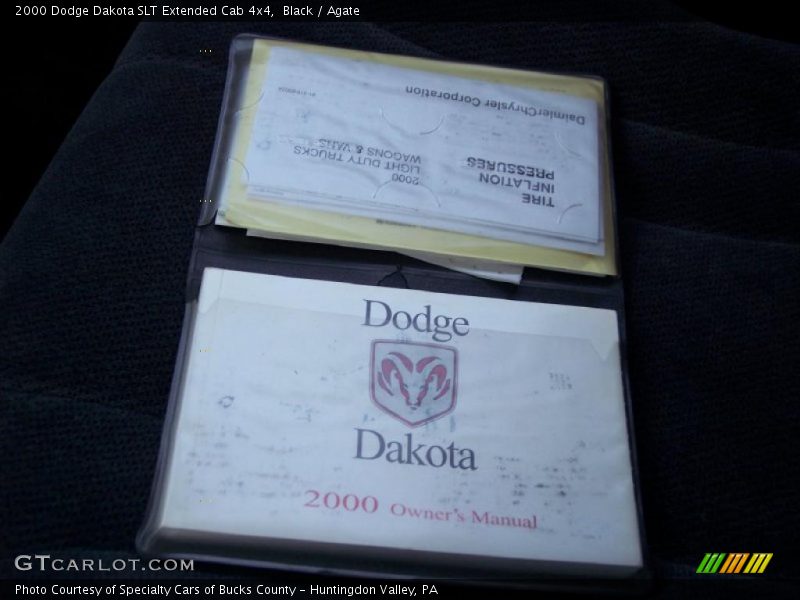 2000 Dodge Dakota SLT Extended Cab 4x4, Black / Agate
DaimlerChrysler Corporation
TIRE
INFLATION
PRESSURES
2000
LIGHT DUTY TRUCKS
WAGONS & VANS
Dodge
Dakota
2000 Owner's Manual
GTCARLOT.COM
Photo Courtesy of Specialty Cars of Bucks County - Huntingdon Valley, PA